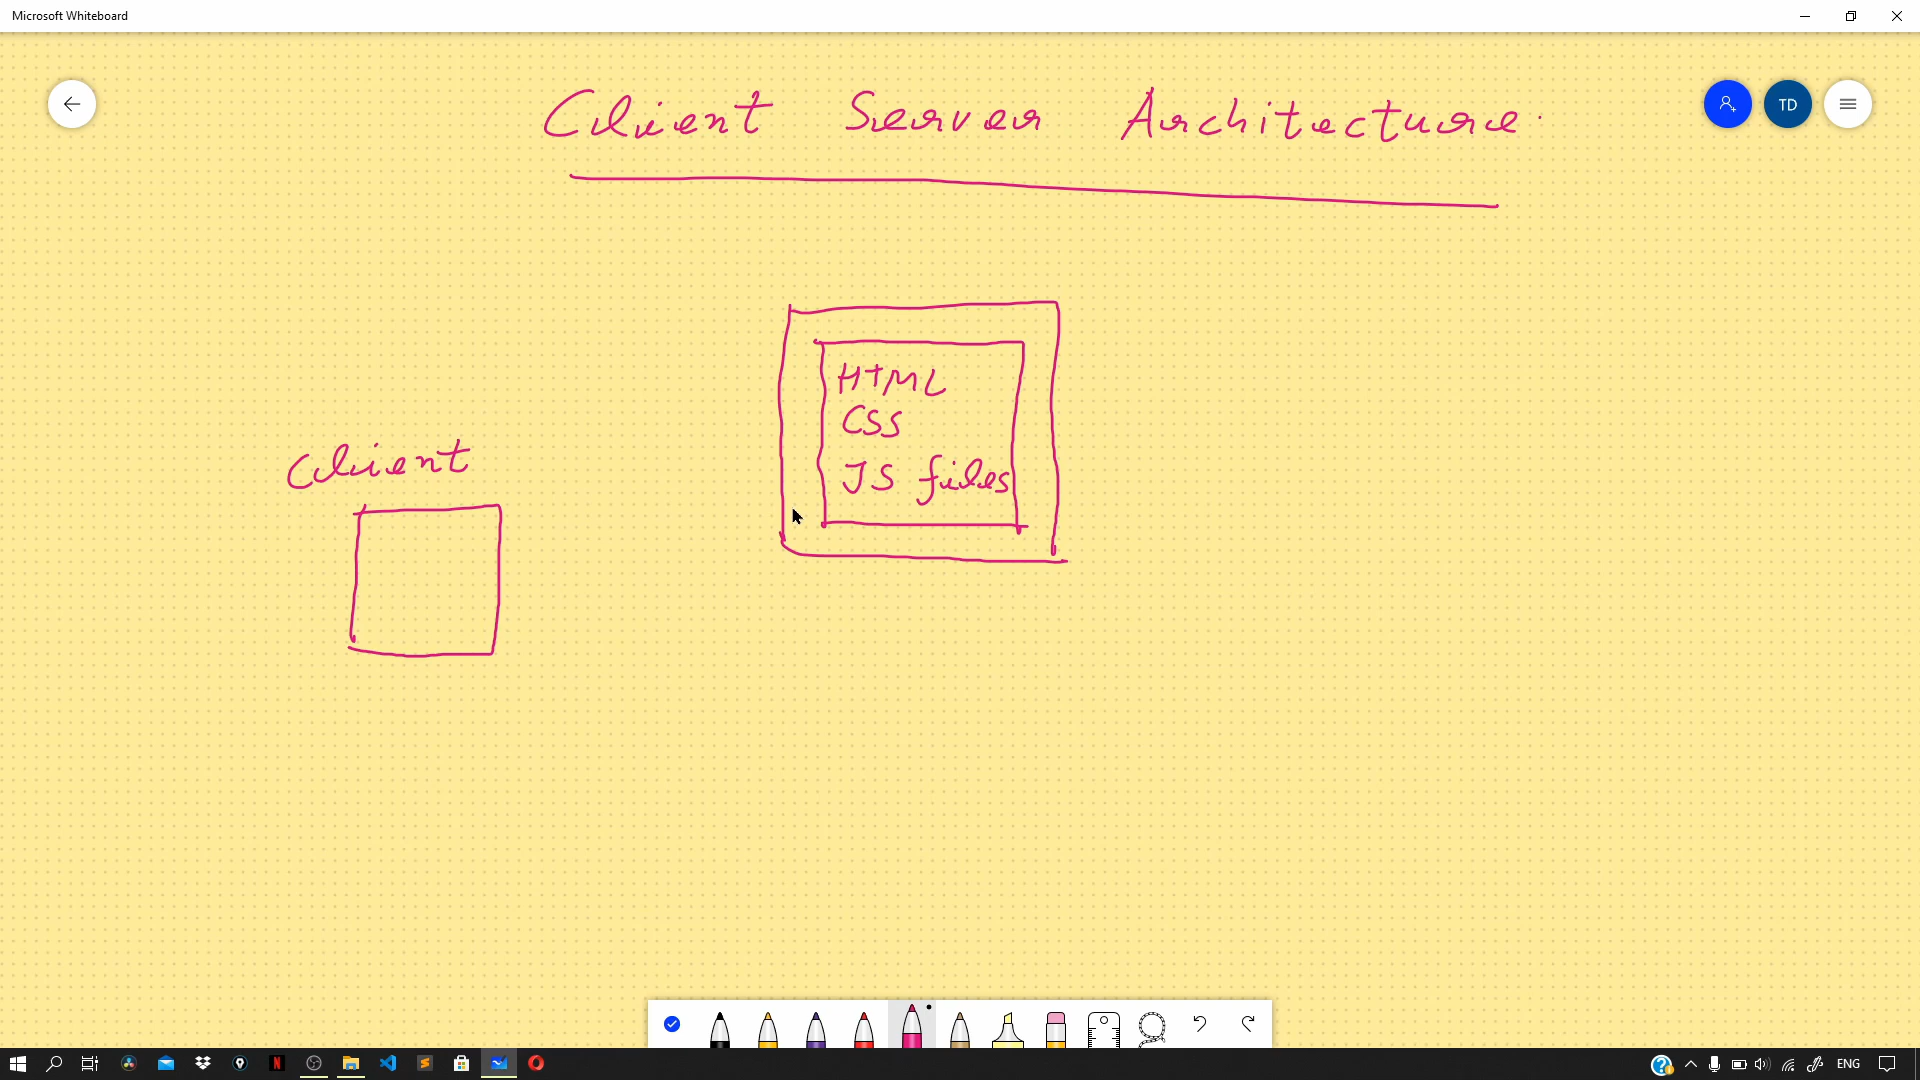 Microsoft Whiteboard
Client Server Architecture.
TD
HTML
CSS
JS files
Client
ENG